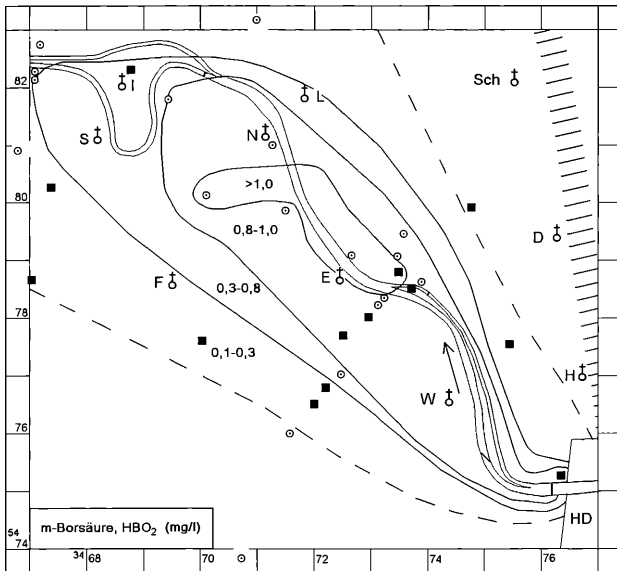 82
Sch
I
L
S
N
>1,0
80
0,8-1,0
D
F
E
0,3-0,8
78
0,1-0,3
H
W
76
m-Borsäure, HBO₂ (mg/l)
HD
54
74
34 68
70
72
74
76